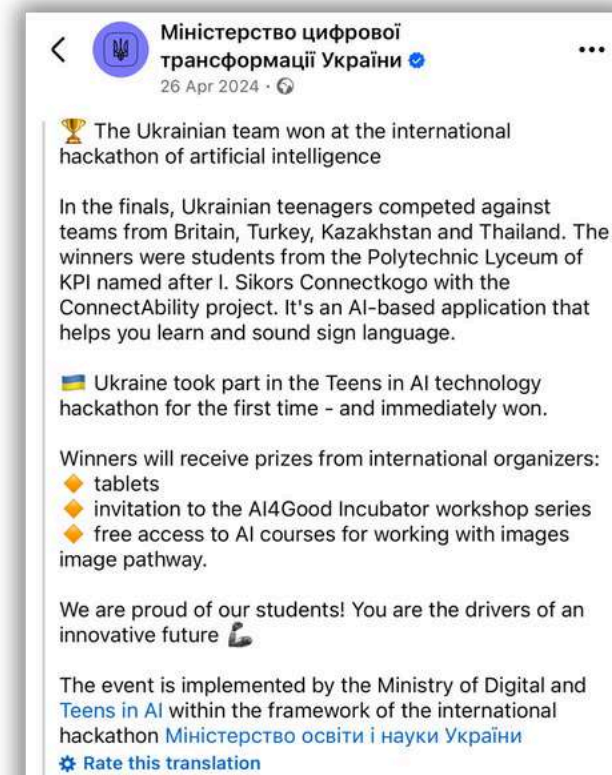 Міністерство цифрової
трансформації України
26 Apr 2024 ·
🏆 The Ukrainian team won at the international
hackathon of artificial intelligence
In the finals, Ukrainian teenagers competed against
teams from Britain, Turkey, Kazakhstan and Thailand. The
winners were students from the Polytechnic Lyceum of
KPI named after I. Sikors Connectkogo with the
ConnectAbility project. It's an AI-based application that
helps you learn and sound sign language.
🇺🇦 Ukraine took part in the Teens in AI technology
hackathon for the first time - and immediately won.
Winners will receive prizes from international organizers:
🔸 tablets
🔸 invitation to the AI4Good Incubator workshop series
🔸 free access to AI courses for working with images
image pathway.
We are proud of our students! You are the drivers of an
innovative future 🦾
The event is implemented by the Ministry of Digital and
Teens in AI within the framework of the international
hackathon Міністерство освіти і науки України
Rate this translation